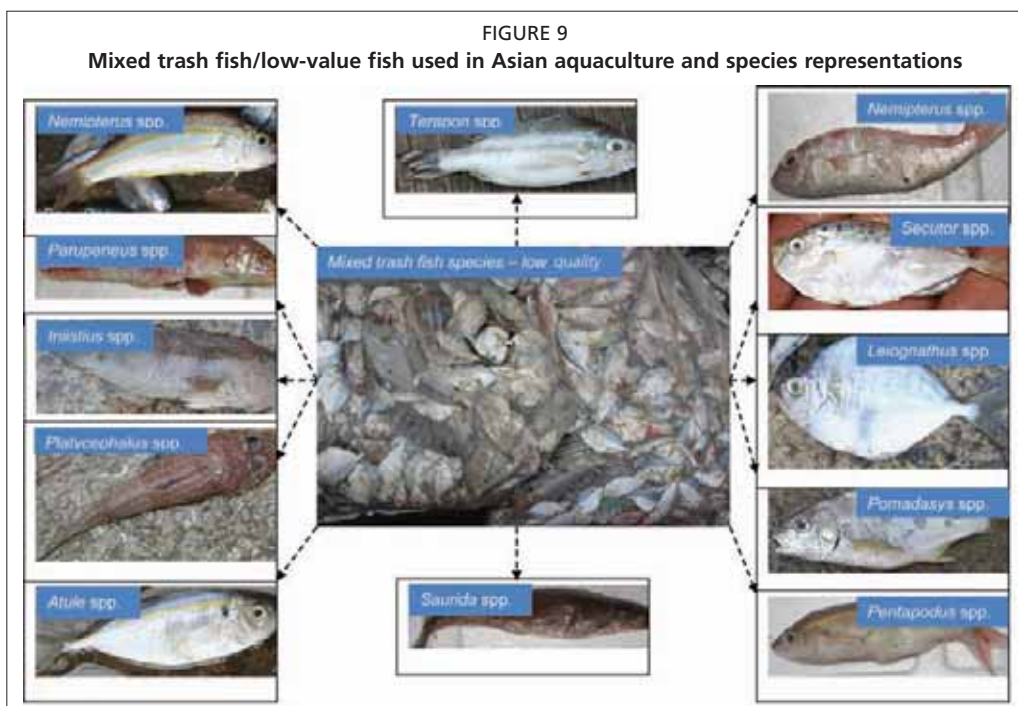 FIGURE 9
Mixed trash fish/low-value fish used in Asian aquaculture and species representations
Nemipterus spp.
Terapon spp.
Nemipterus spp.
Parupeneus spp.
Mixed trash fish species – low quality
Secutor spp.
Iniistius spp.
Leiognathus spp
Platycephalus spp.
Pomadasys spp.
Atule spp.
Saurida spp.
Pentapodus spp.